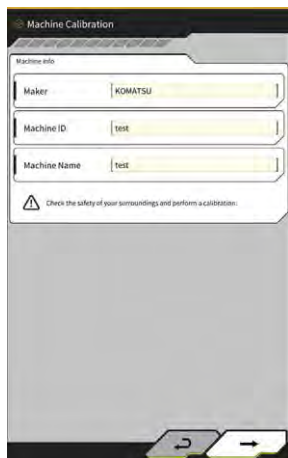 Machine Calibration
Machine Info
Maker KOMATSU
Machine ID test
Machine Name test
Check the safety of your surroundings and perform a calibration.